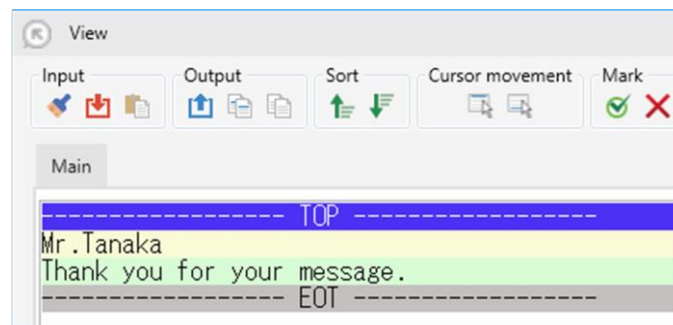 View
Input Output Sort Cursor movement Mark
Main
------------------ TOP ------------------
Mr.Tanaka
Thank you for your message.
------------------ EOT ------------------